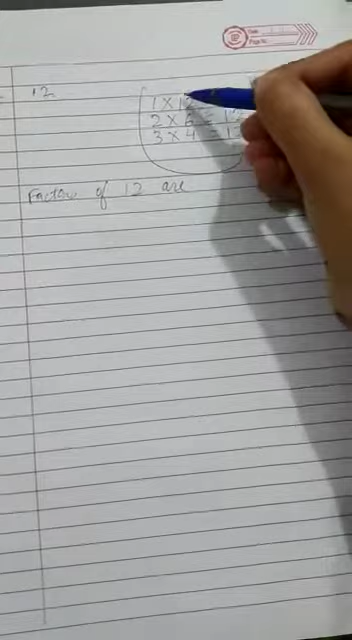 12
1 × 12
2 × 6 = 12
3 × 4 = 12
Factors of 12 are